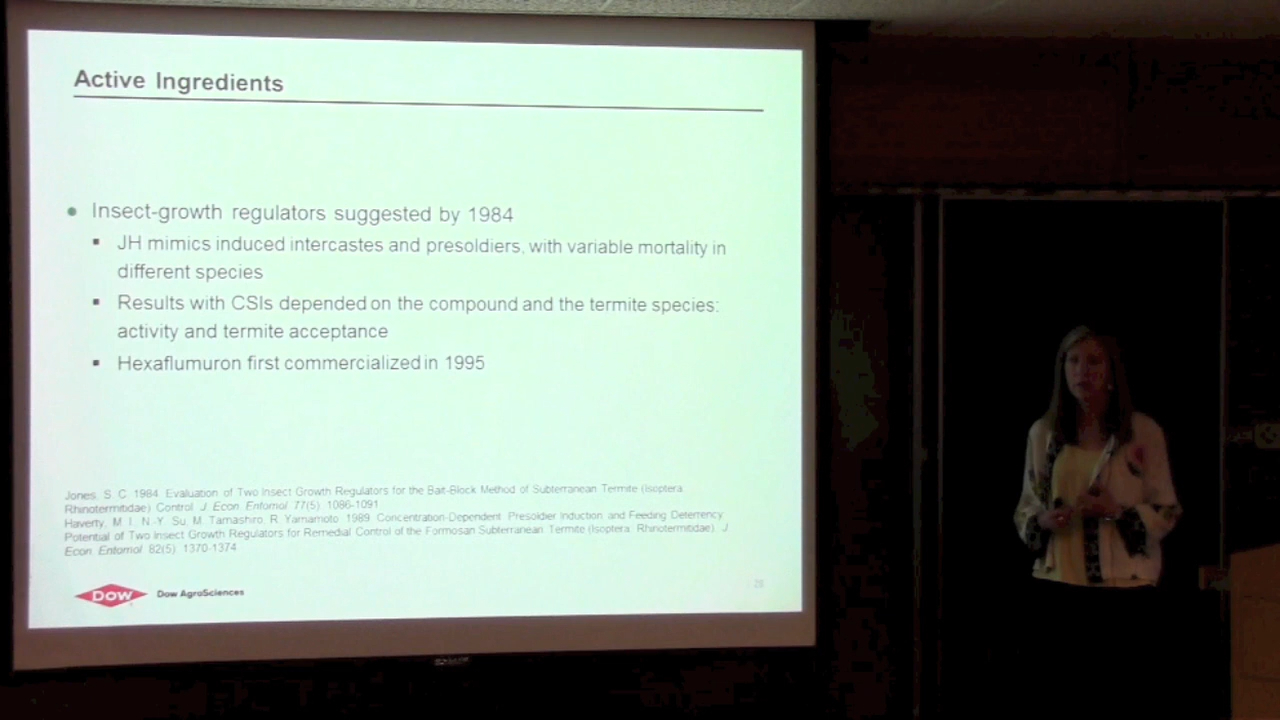 Active Ingredients
Insect-growth regulators suggested by 1984
JH mimics induced intercastes and presoldiers, with variable mortality in
different species
Results with CSIs depended on the compound and the termite species:
activity and termite acceptance
Hexaflumuron first commercialized in 1995
Jones, S. C. 1984. Evaluation of Two Insect Growth Regulators for the Bait-Block Method of Subterranean Termite (Isoptera:
Rhinotermitidae) Control. J. Econ. Entomol. 77(5): 1086-1091
Haverty, M. I., N.-Y. Su, M. Tamashiro, R. Yamamoto. 1989. Concentration-Dependent Presoldier Induction and Feeding Deterrency
Potential of Two Insect Growth Regulators for Remedial Control of the Formosan Subterranean Termite (Isoptera: Rhinotermitidae). J.
Econ. Entomol. 82(5): 1370-1374
DOW Dow AgroSciences